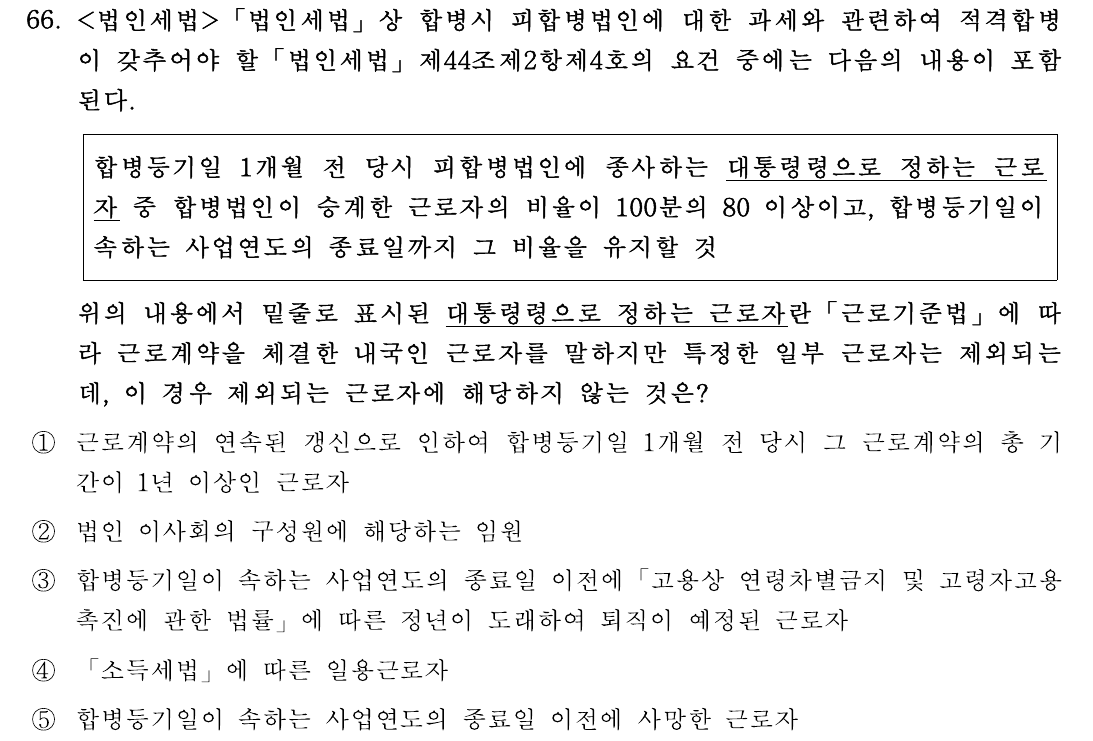 66. <법인세법>「법인세법」상 합병시 피합병법인에 대한 과세와 관련하여 적격합병
이 갖추어야 할「법인세법」제44조제2항제4호의 요건 중에는 다음의 내용이 포함
된다.
합병등기일 1개월 전 당시 피합병법인에 종사하는 대통령령으로 정하는 근로
자 중 합병법인이 승계한 근로자의 비율이 100분의 80 이상이고, 합병등기일이
속하는 사업연도의 종료일까지 그 비율을 유지할 것
위의 내용에서 밑줄로 표시된 대통령령으로 정하는 근로자란「근로기준법」에 따
라 근로계약을 체결한 내국인 근로자를 말하지만 특정한 일부 근로자는 제외되는
데, 이 경우 제외되는 근로자에 해당하지 않는 것은?
① 근로계약의 연속된 갱신으로 인하여 합병등기일 1개월 전 당시 그 근로계약의 총 기
간이 1년 이상인 근로자
② 법인 이사회의 구성원에 해당하는 임원
③ 합병등기일이 속하는 사업연도의 종료일 이전에「고용상 연령차별금지 및 고령자고용
촉진에 관한 법률」에 따른 정년이 도래하여 퇴직이 예정된 근로자
④ 「소득세법」에 따른 일용근로자
⑤ 합병등기일이 속하는 사업연도의 종료일 이전에 사망한 근로자